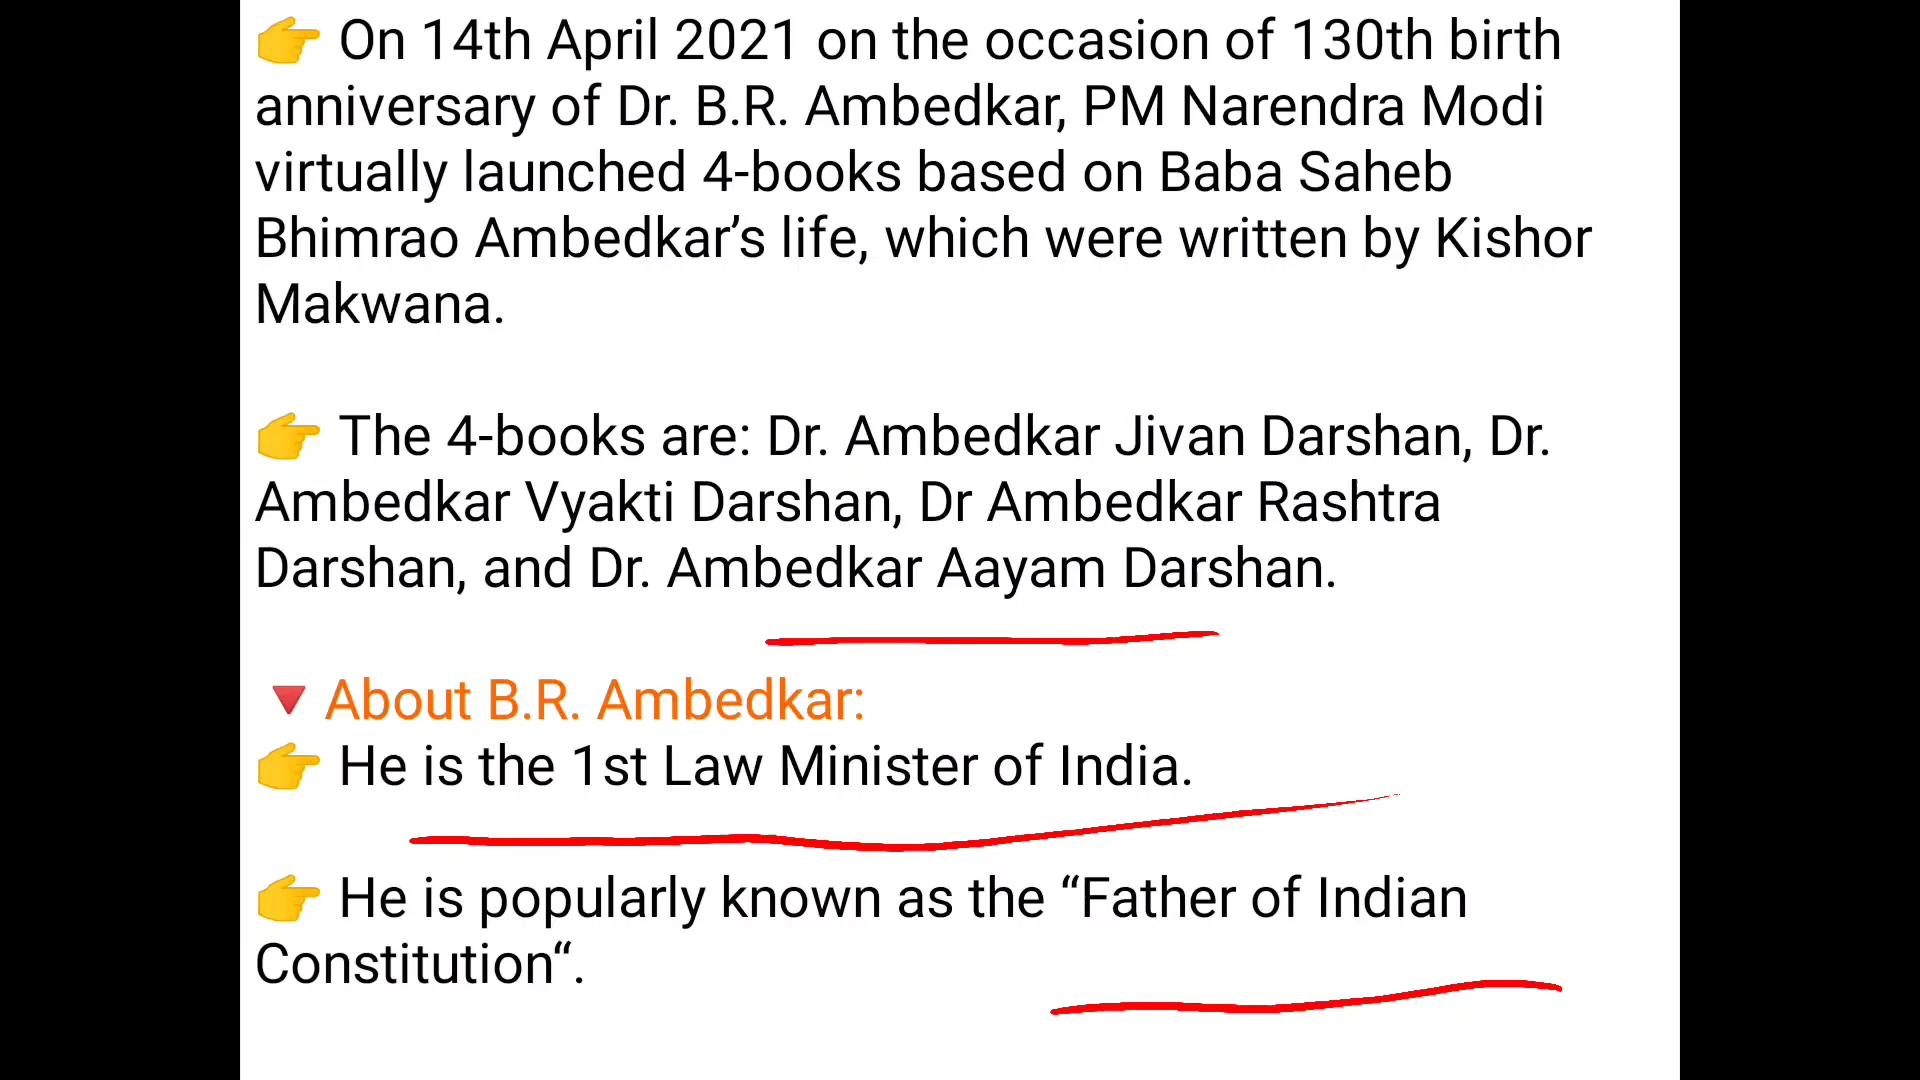 👉 On 14th April 2021 on the occasion of 130th birth
anniversary of Dr. B.R. Ambedkar, PM Narendra Modi
virtually launched 4-books based on Baba Saheb
Bhimrao Ambedkar’s life, which were written by Kishor
Makwana.
👉 The 4-books are: Dr. Ambedkar Jivan Darshan, Dr.
Ambedkar Vyakti Darshan, Dr Ambedkar Rashtra
Darshan, and Dr. Ambedkar Aayam Darshan.
🔻About B.R. Ambedkar:
👉 He is the 1st Law Minister of India.
👉 He is popularly known as the “Father of Indian
Constitution“.